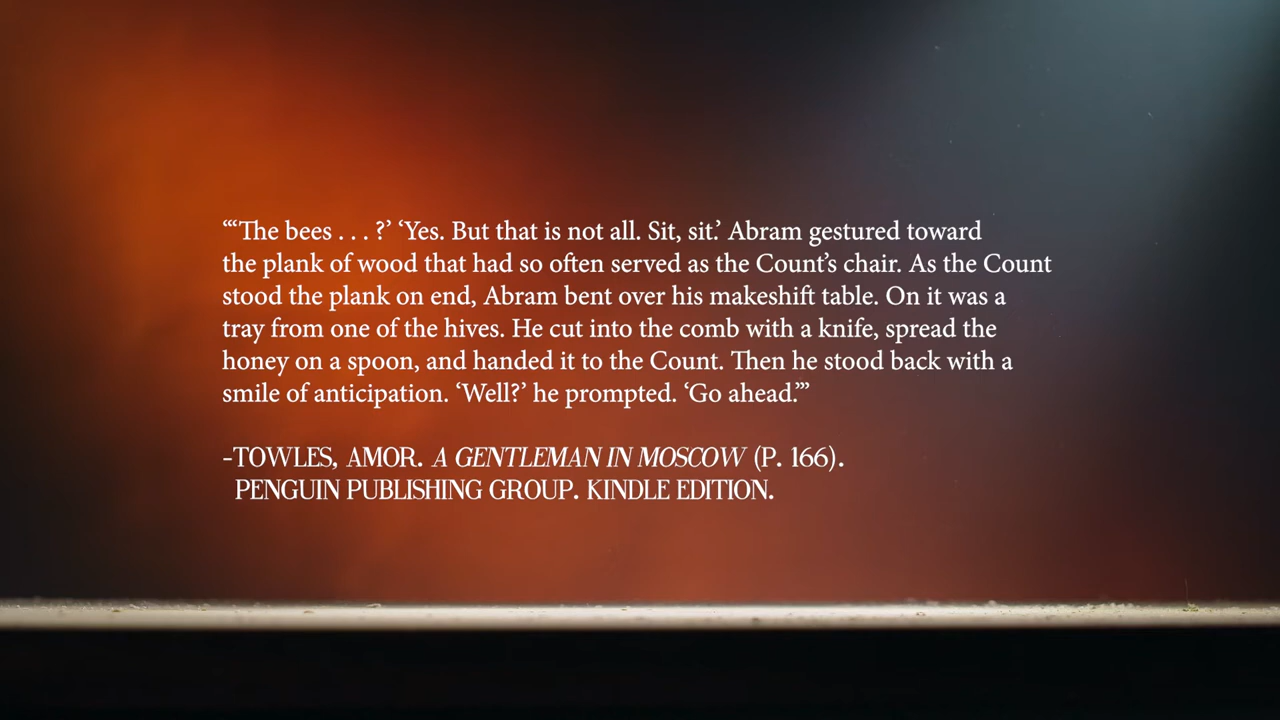 “‘The bees . . . ?’ ‘Yes. But that is not all. Sit, sit.’ Abram gestured toward
the plank of wood that had so often served as the Count’s chair. As the Count
stood the plank on end, Abram bent over his makeshift table. On it was a
tray from one of the hives. He cut into the comb with a knife, spread the
honey on a spoon, and handed it to the Count. Then he stood back with a
smile of anticipation. ‘Well?’ he prompted. ‘Go ahead.’”
-TOWLES, AMOR. A GENTLEMAN IN MOSCOW (P. 166).
PENGUIN PUBLISHING GROUP. KINDLE EDITION.